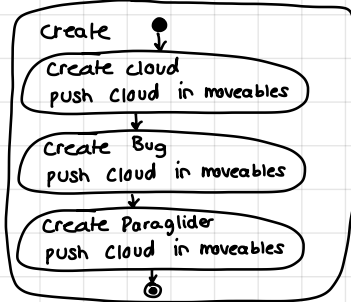 create
Create cloud
push Cloud in moveables
Create Bug
push Cloud in moveables
Create Paraglider
push Cloud in moveables